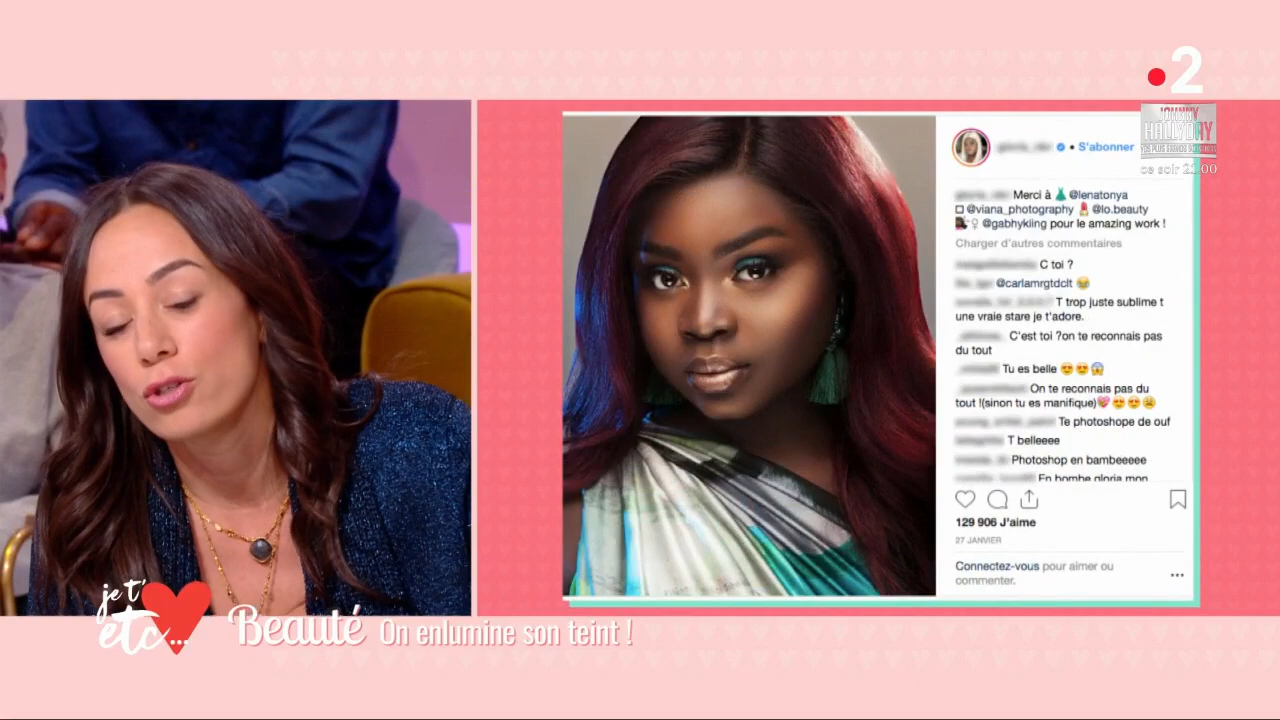 2
JOHNNY
HALLYDAY
ce soir 21:00
• S'abonner
Merci à @lenatonya
@viana_photography @lo.beauty
@gabhykiing pour le amazing work !
Charger d'autres commentaires
C toi ?
@carlamrgtdclt
T trop juste sublime t
une vraie stare je t'adore.
C'est toi ?on te reconnais pas
du tout
Tu es belle 😍😍😱
On te reconnais pas du
tout !(sinon tu es manifique)💝😍😍😩
Te photoshope de ouf
T belleeee
Photoshop en bambeeeee
En bombe gloria mon
129 906 J'aime
27 JANVIER
Connectez-vous pour aimer ou
commenter.
je t'
etc...
Beauté On enlumine son teint !